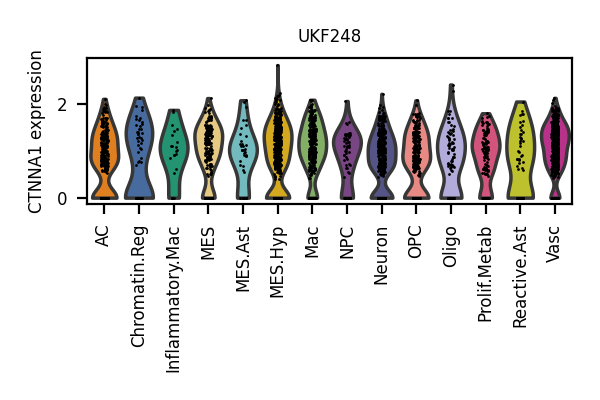 UKF248
CTNNA1 expression
2
0
AC
Chromatin.Reg
Inflammatory.Mac
MES
MES.Ast
MES.Hyp
Mac
NPC
Neuron
OPC
Oligo
Prolif.Metab
Reactive.Ast
Vasc